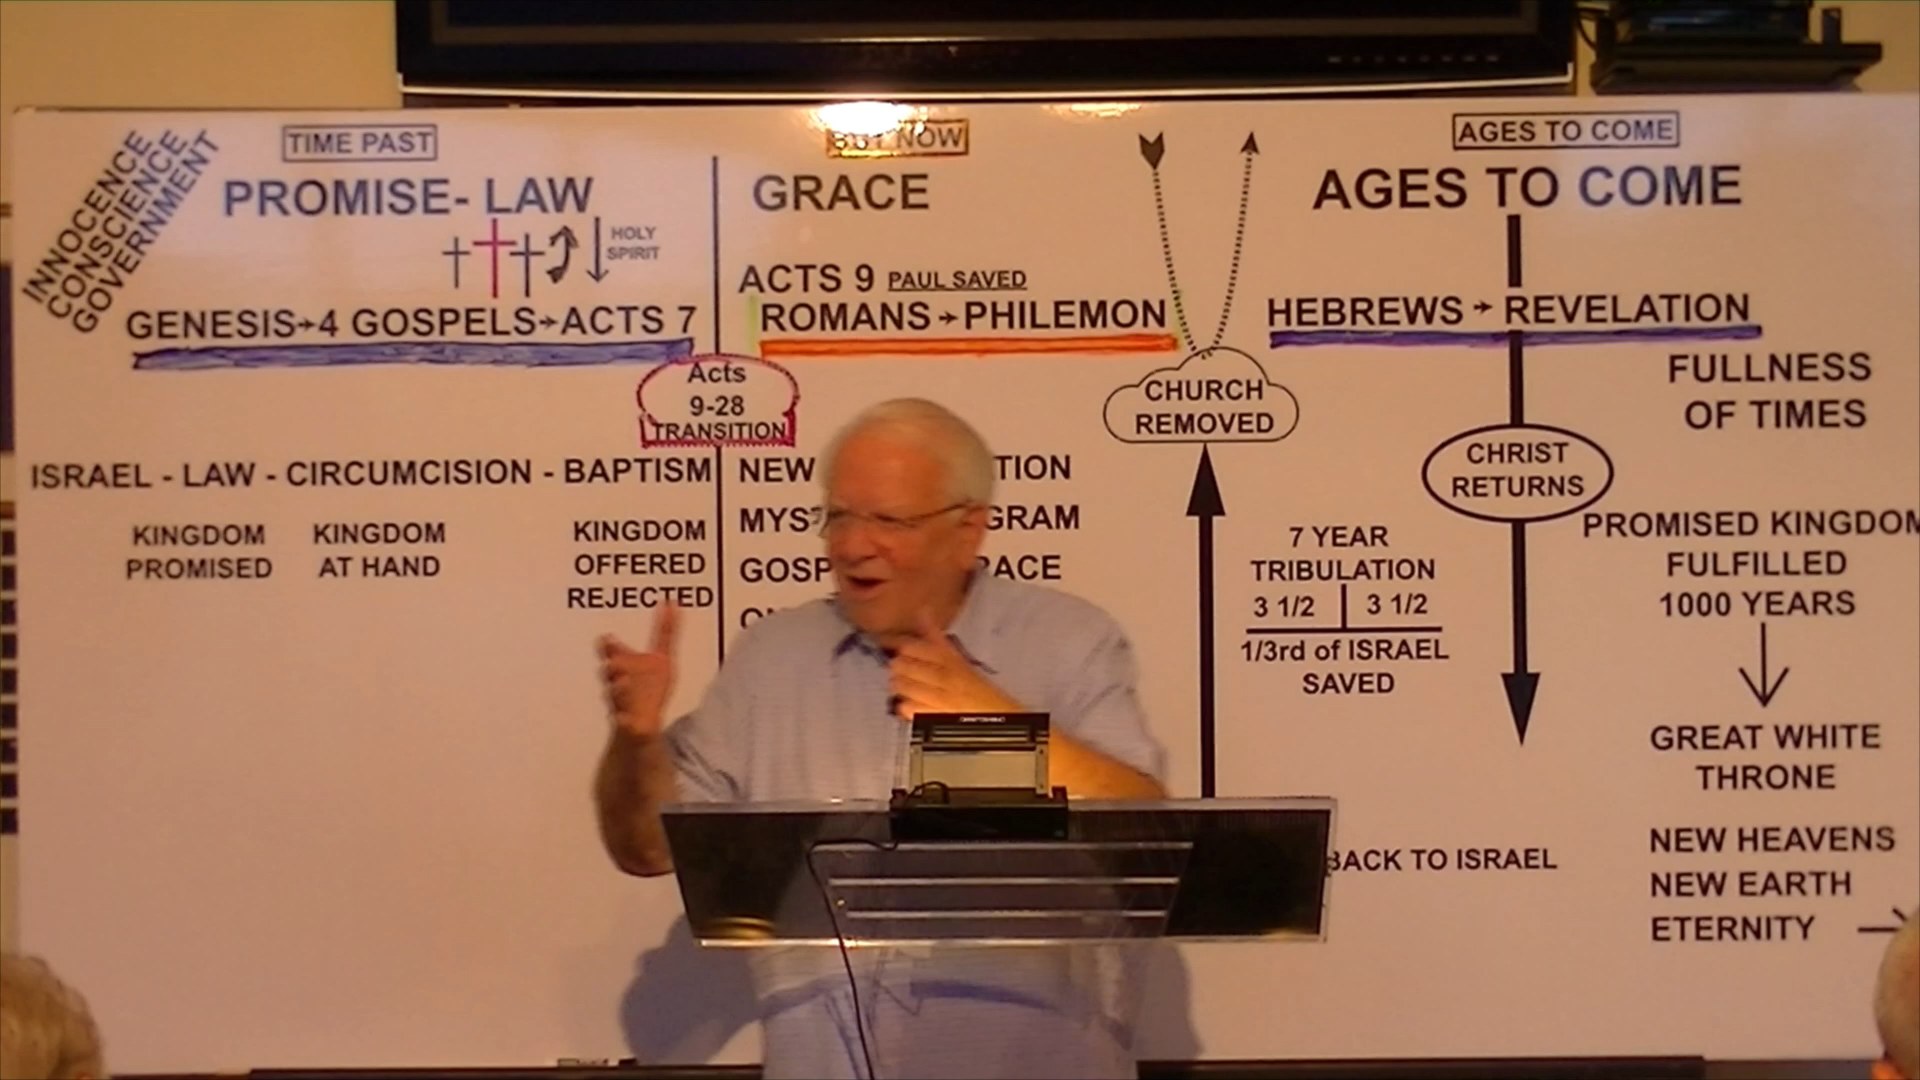 INNOCENCE
CONSCIENCE
GOVERNMENT
TIME PAST
PROMISE- LAW
HOLY
SPIRIT
GENESIS→4 GOSPELS→ACTS 7
BUT NOW
GRACE
ACTS 9 PAUL SAVED
ROMANS→PHILEMON
Acts
9-28
TRANSITION
ISRAEL - LAW - CIRCUMCISION - BAPTISM
KINGDOM
PROMISED
KINGDOM
AT HAND
KINGDOM
OFFERED
REJECTED
NEW TION
MYS GRAM
GOSP RACE
CHURCH
REMOVED
AGES TO COME
AGES TO COME
HEBREWS→REVELATION
FULLNESS
OF TIMES
CHRIST
RETURNS
7 YEAR
TRIBULATION
3 1/2 3 1/2
1/3rd of ISRAEL
SAVED
PROMISED KINGDOM
FULFILLED
1000 YEARS
GREAT WHITE
THRONE
BACK TO ISRAEL
NEW HEAVENS
NEW EARTH
ETERNITY